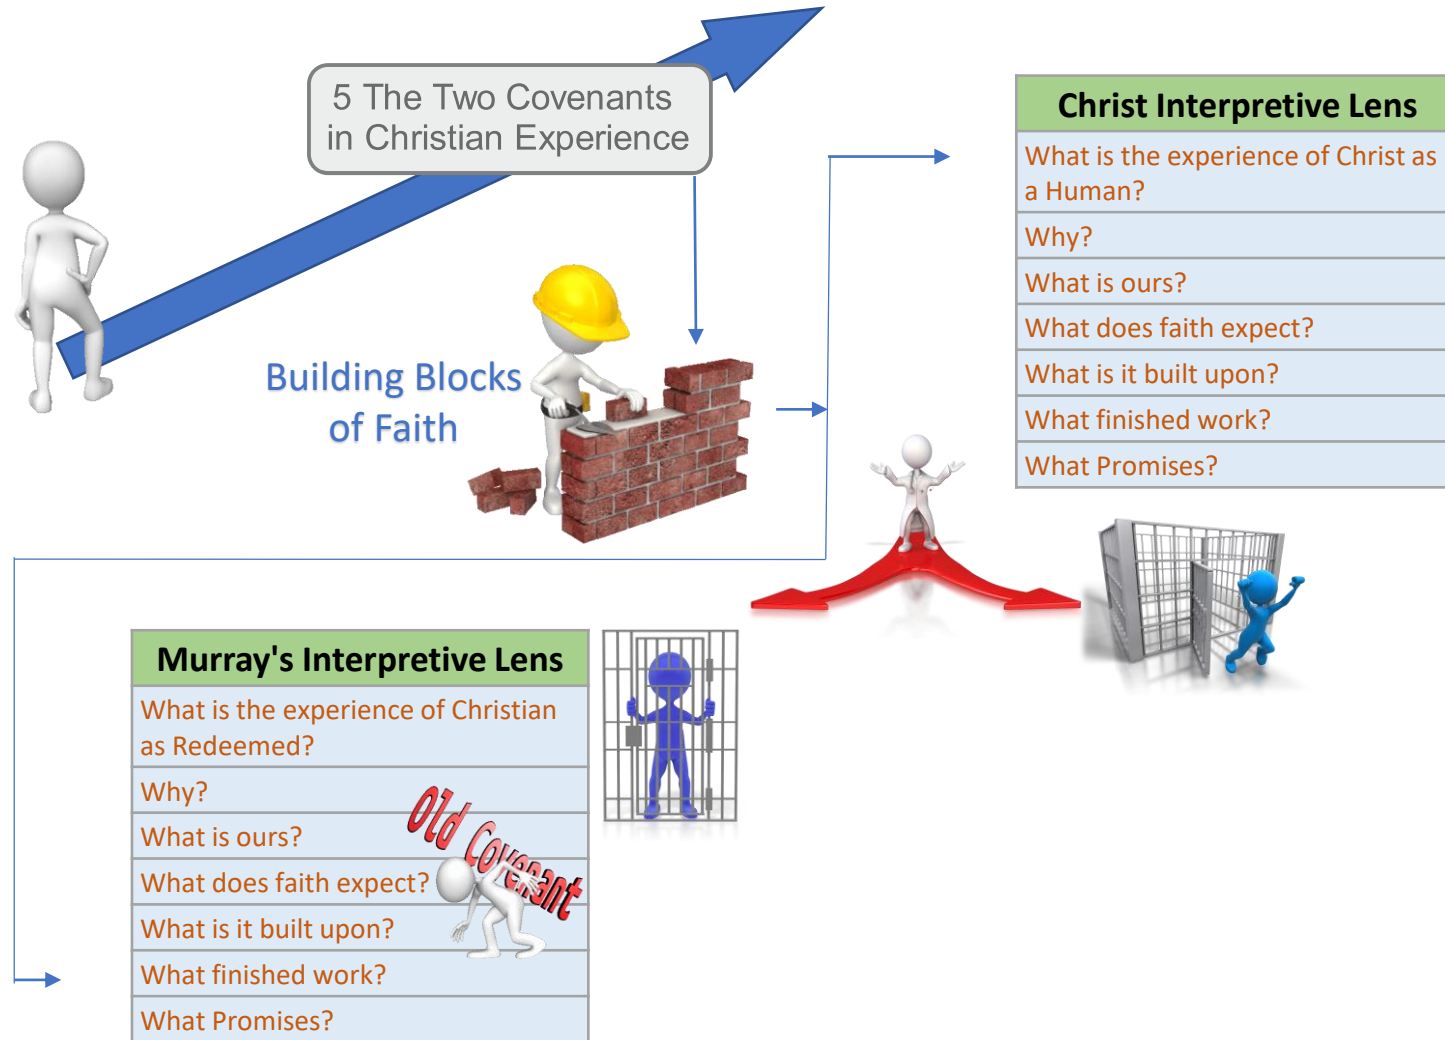 5 The Two Covenants
in Christian Experience
Building Blocks
of Faith
Christ Interpretive Lens
What is the experience of Christ as
a Human?
Why?
What is ours?
What does faith expect?
What is it built upon?
What finished work?
What Promises?
Murray's Interpretive Lens
What is the experience of Christian
as Redeemed?
Why?
What is ours?
What does faith expect?
What is it built upon?
What finished work?
What Promises?
Old Covenant